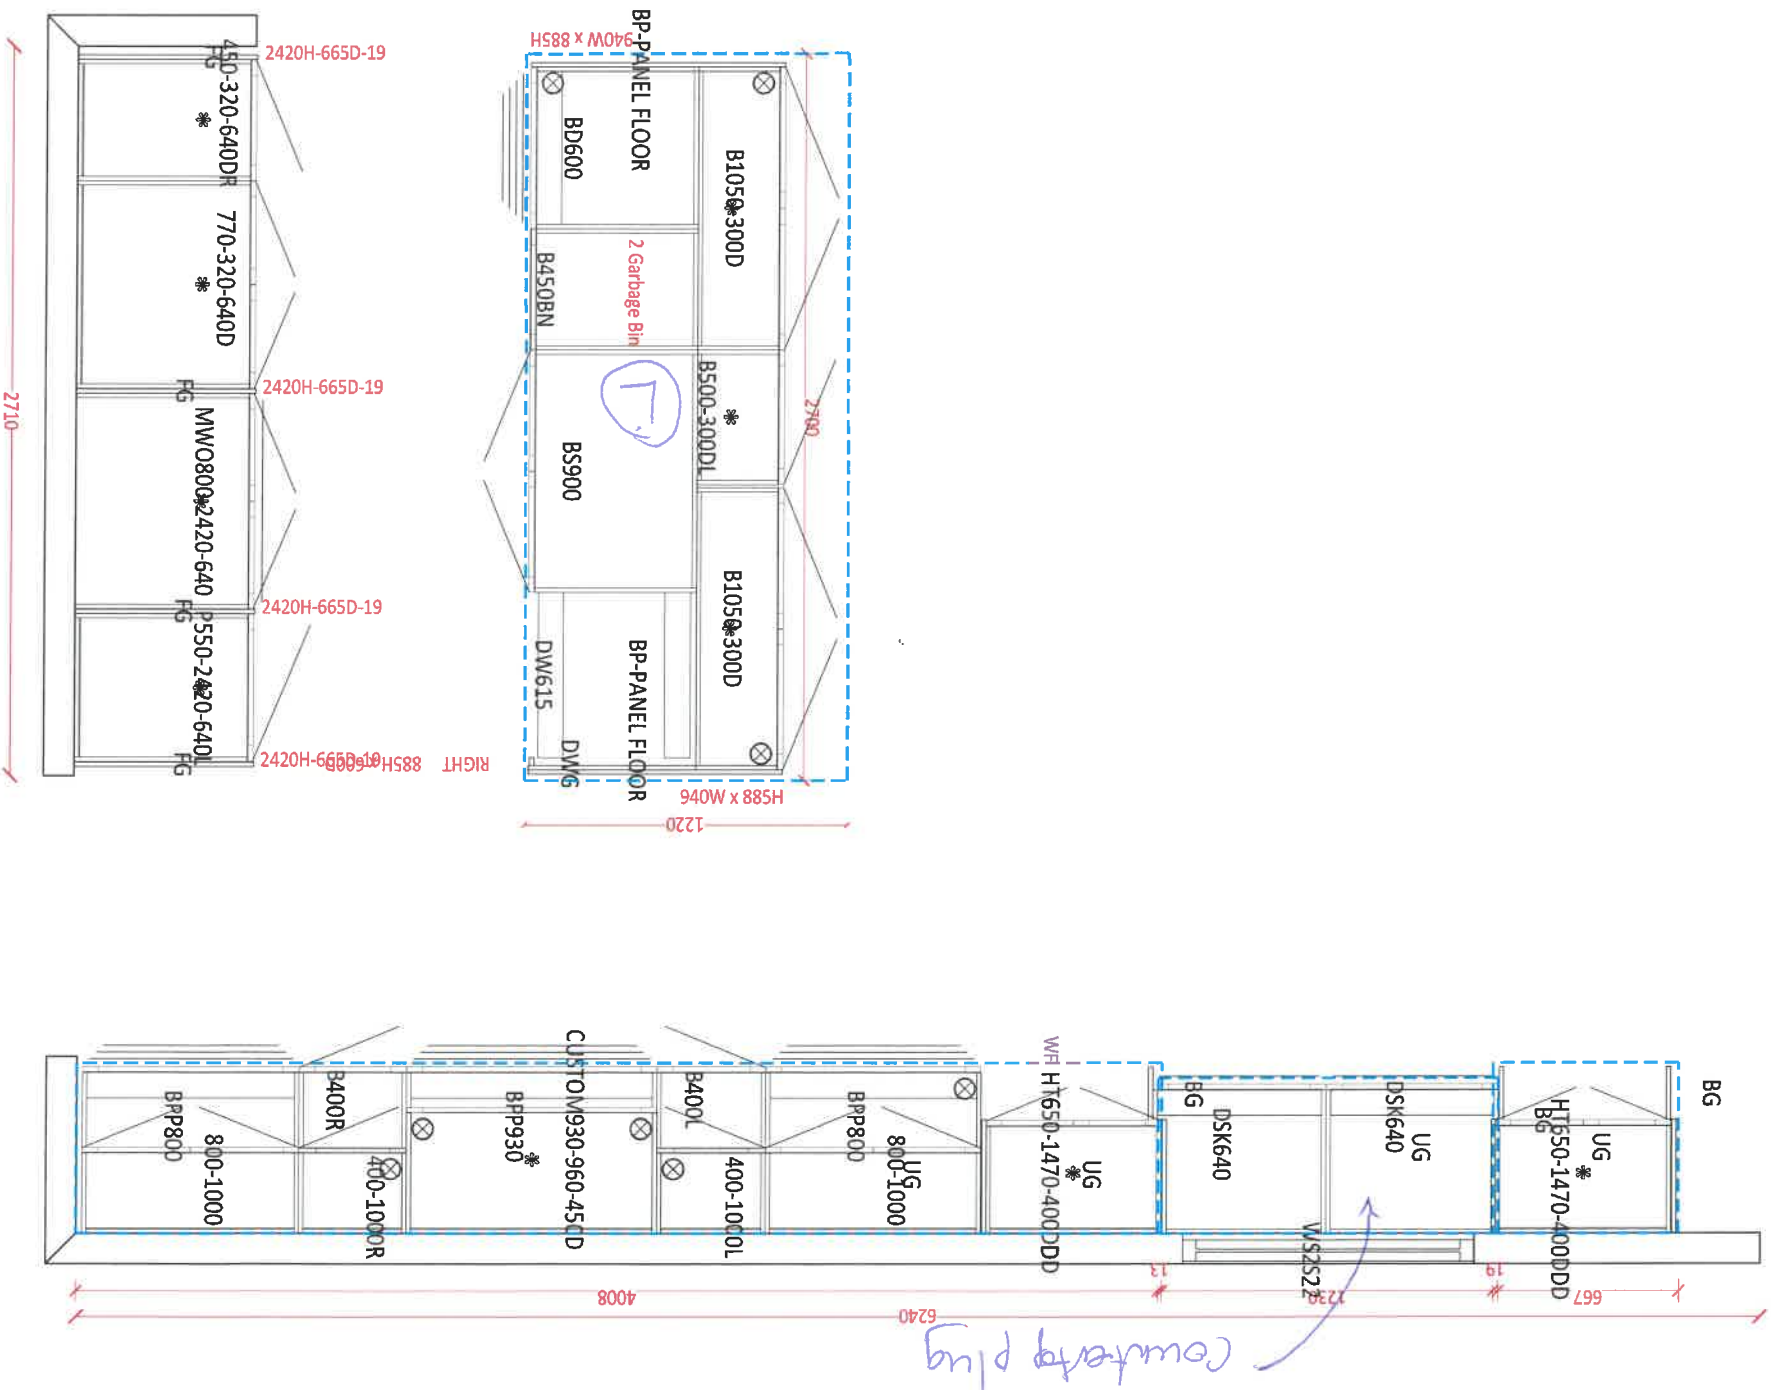 2420H-665D-19
FG
450-320-640DR
770-320-640D
2420H-665D-19
FG
MWO800-2420-640
2420H-665D-19
FG
P550-2420-640L
2420H-665D-19
FG
2710
885H x 600D
RIGHT
940W x 885H
BP-PANEL FLOOR
BD600
B1050-300D
2 Garbage Bin
B450BN
B500-300DL
2700
BS900
B1050-300D
DW615
BP-PANEL FLOOR
DWG
940W x 885H
1220
BPP800
800-1000
B400R
400-1000R
CUSTOM930-960-450D
BPP930
B400L
400-1000L
BPP800
800-1000
UG
WF
HT650-1470-400DDD
UG
BG
DSK640
DSK640
UG
WS2S22
BG
HT650-1470-400DDD
UG
BG
4008
13
1230
19
667
6240
Countertop plug